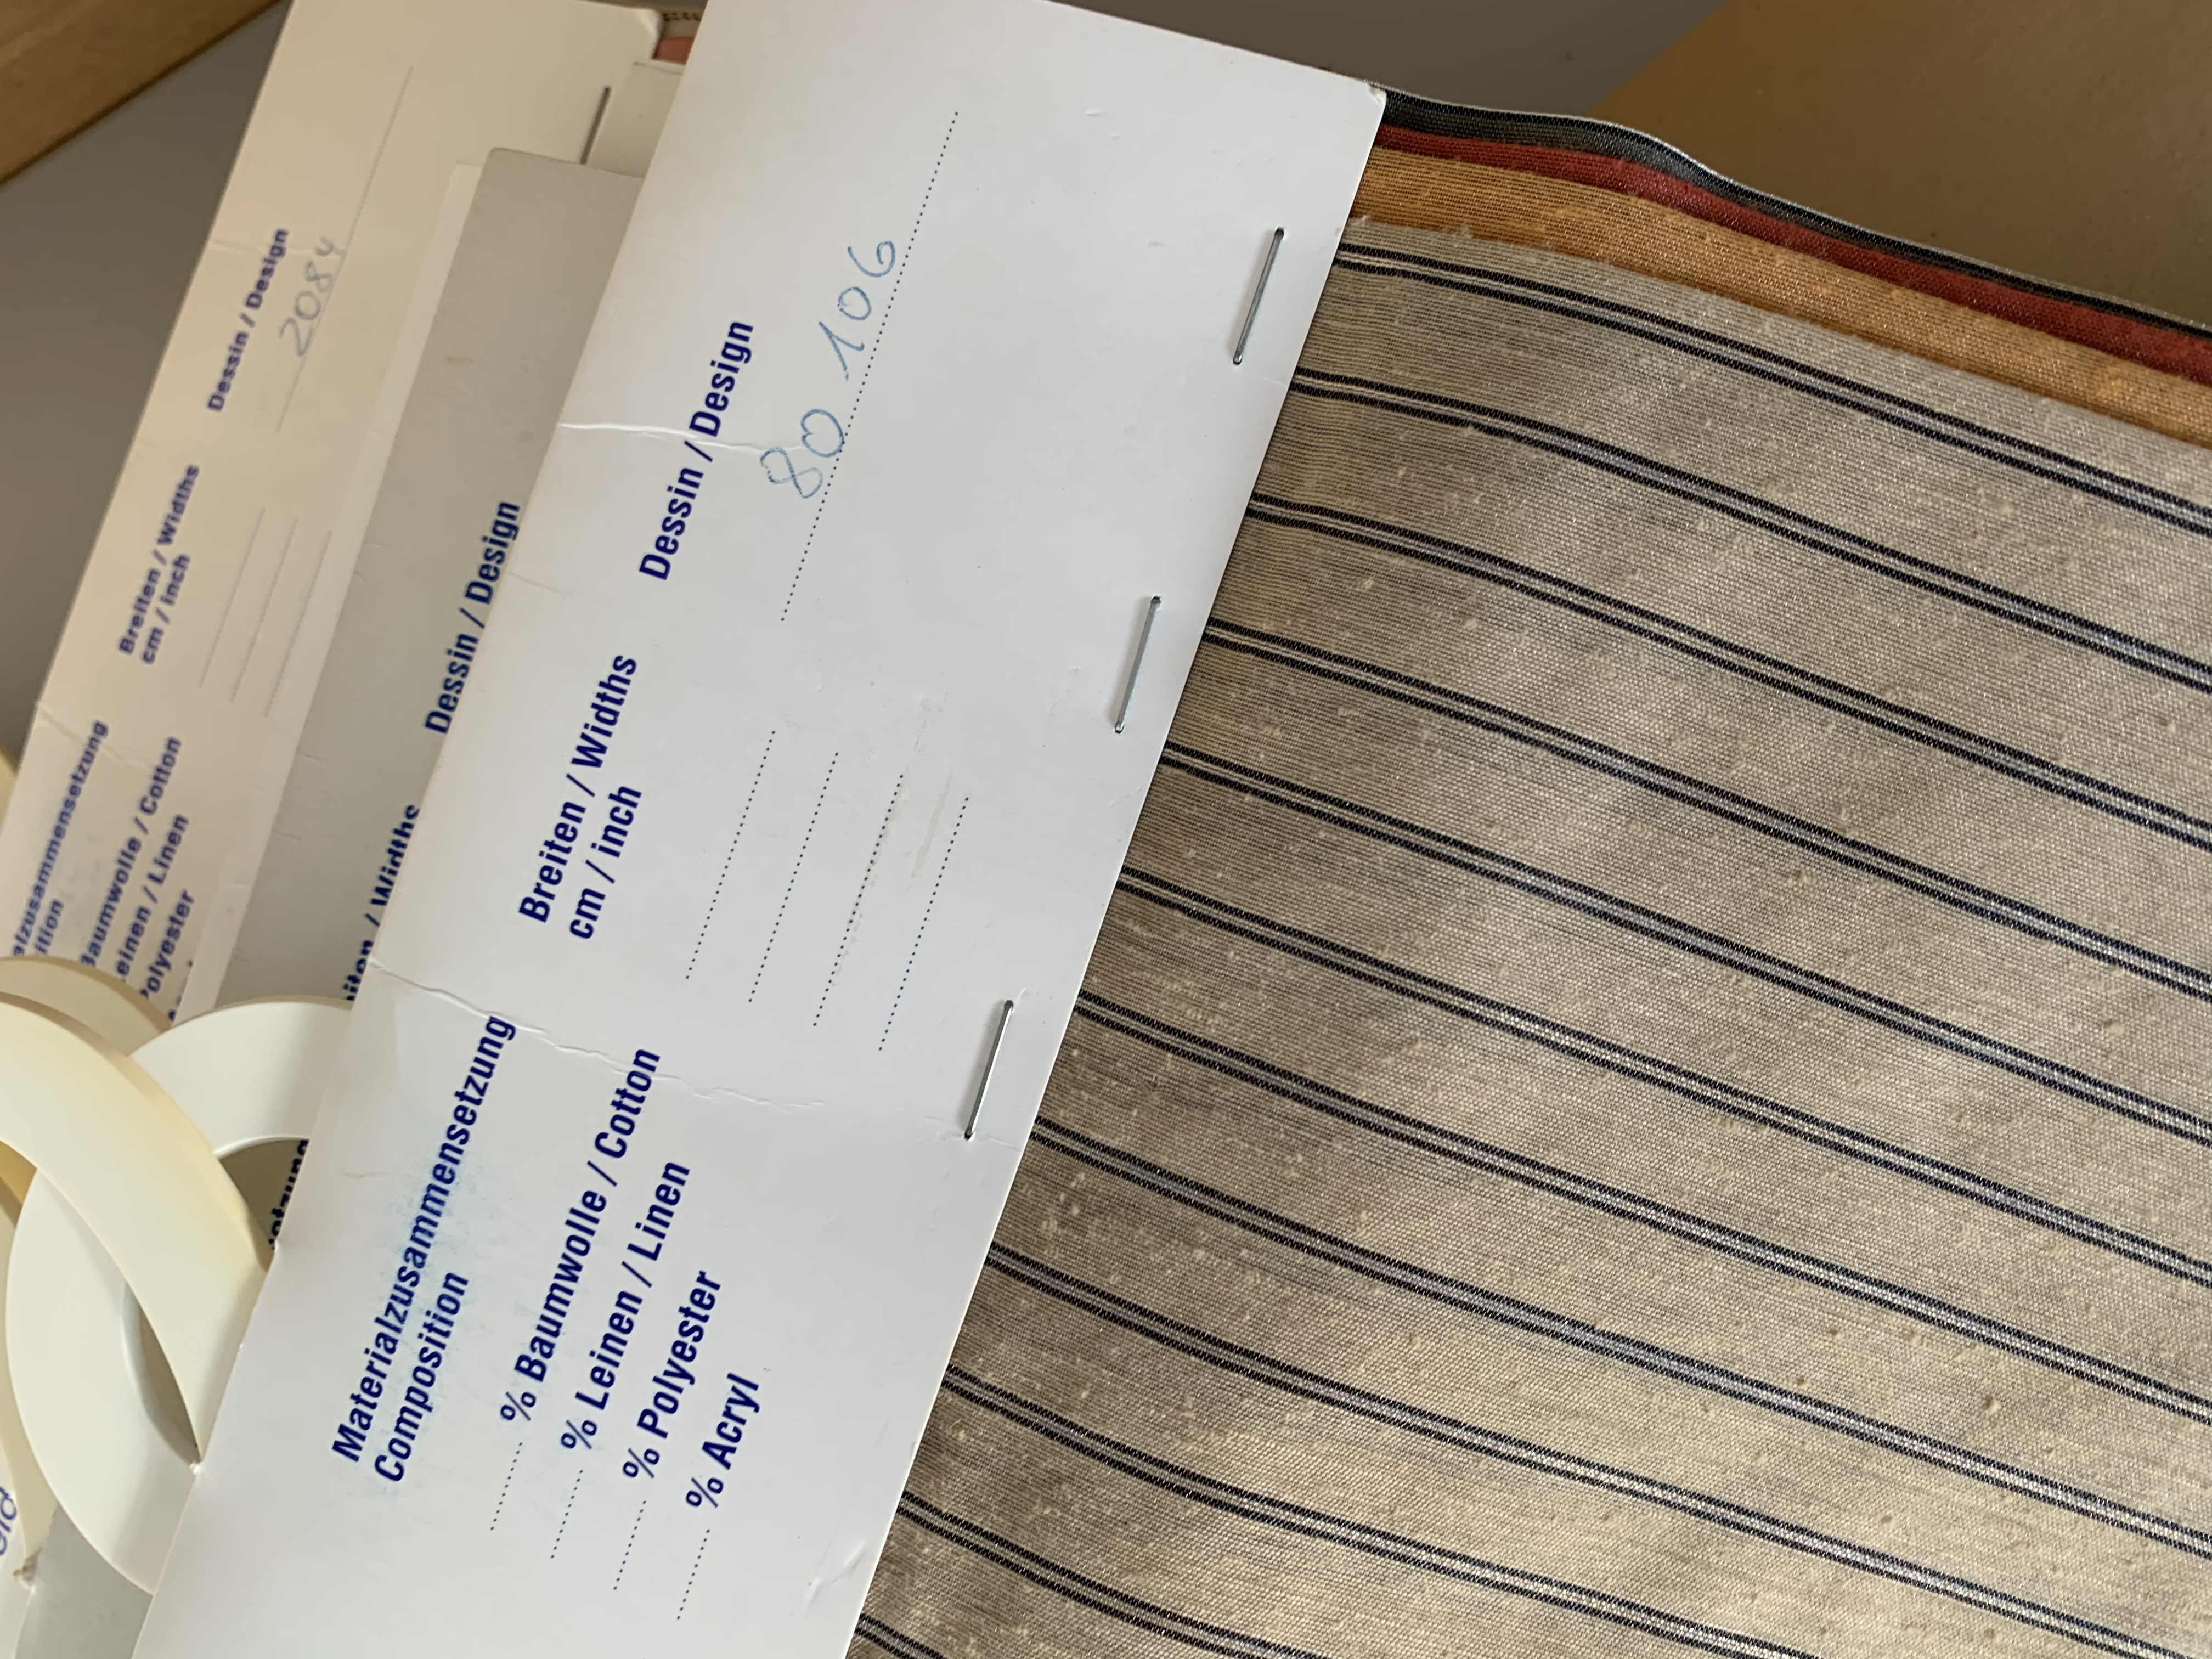 Materialzusammensetzung
Composition
% Baumwolle / Cotton
% Leinen / Linen
% Polyester
% Acryl
Breiten / Widths
cm / inch
Dessin / Design
80 106
Dessin / Design
/ Widths
Breiten / Widths
cm / inch
Dessin / Design
2084
Baumwolle / Cotton
/ Linen
Polyester